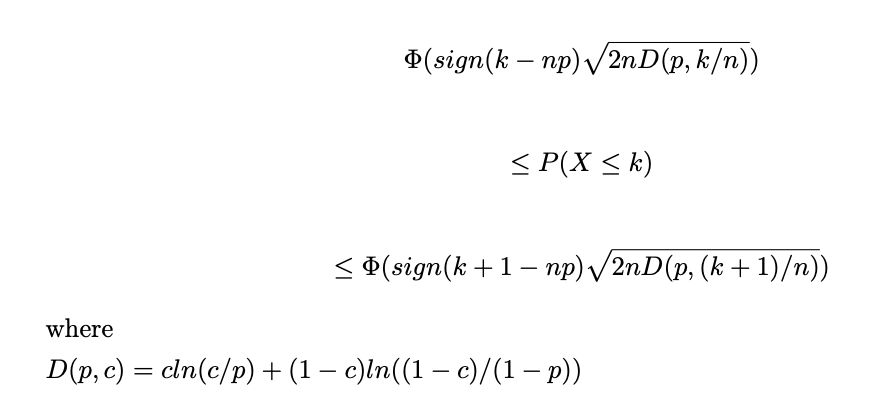 Φ(sign(k − np)√2nD(p, k/n))
≤ P(X ≤ k)
≤ Φ(sign(k + 1 − np)√2nD(p, (k + 1)/n))
where
D(p, c) = cln(c/p) + (1 − c)ln((1 − c)/(1 − p))